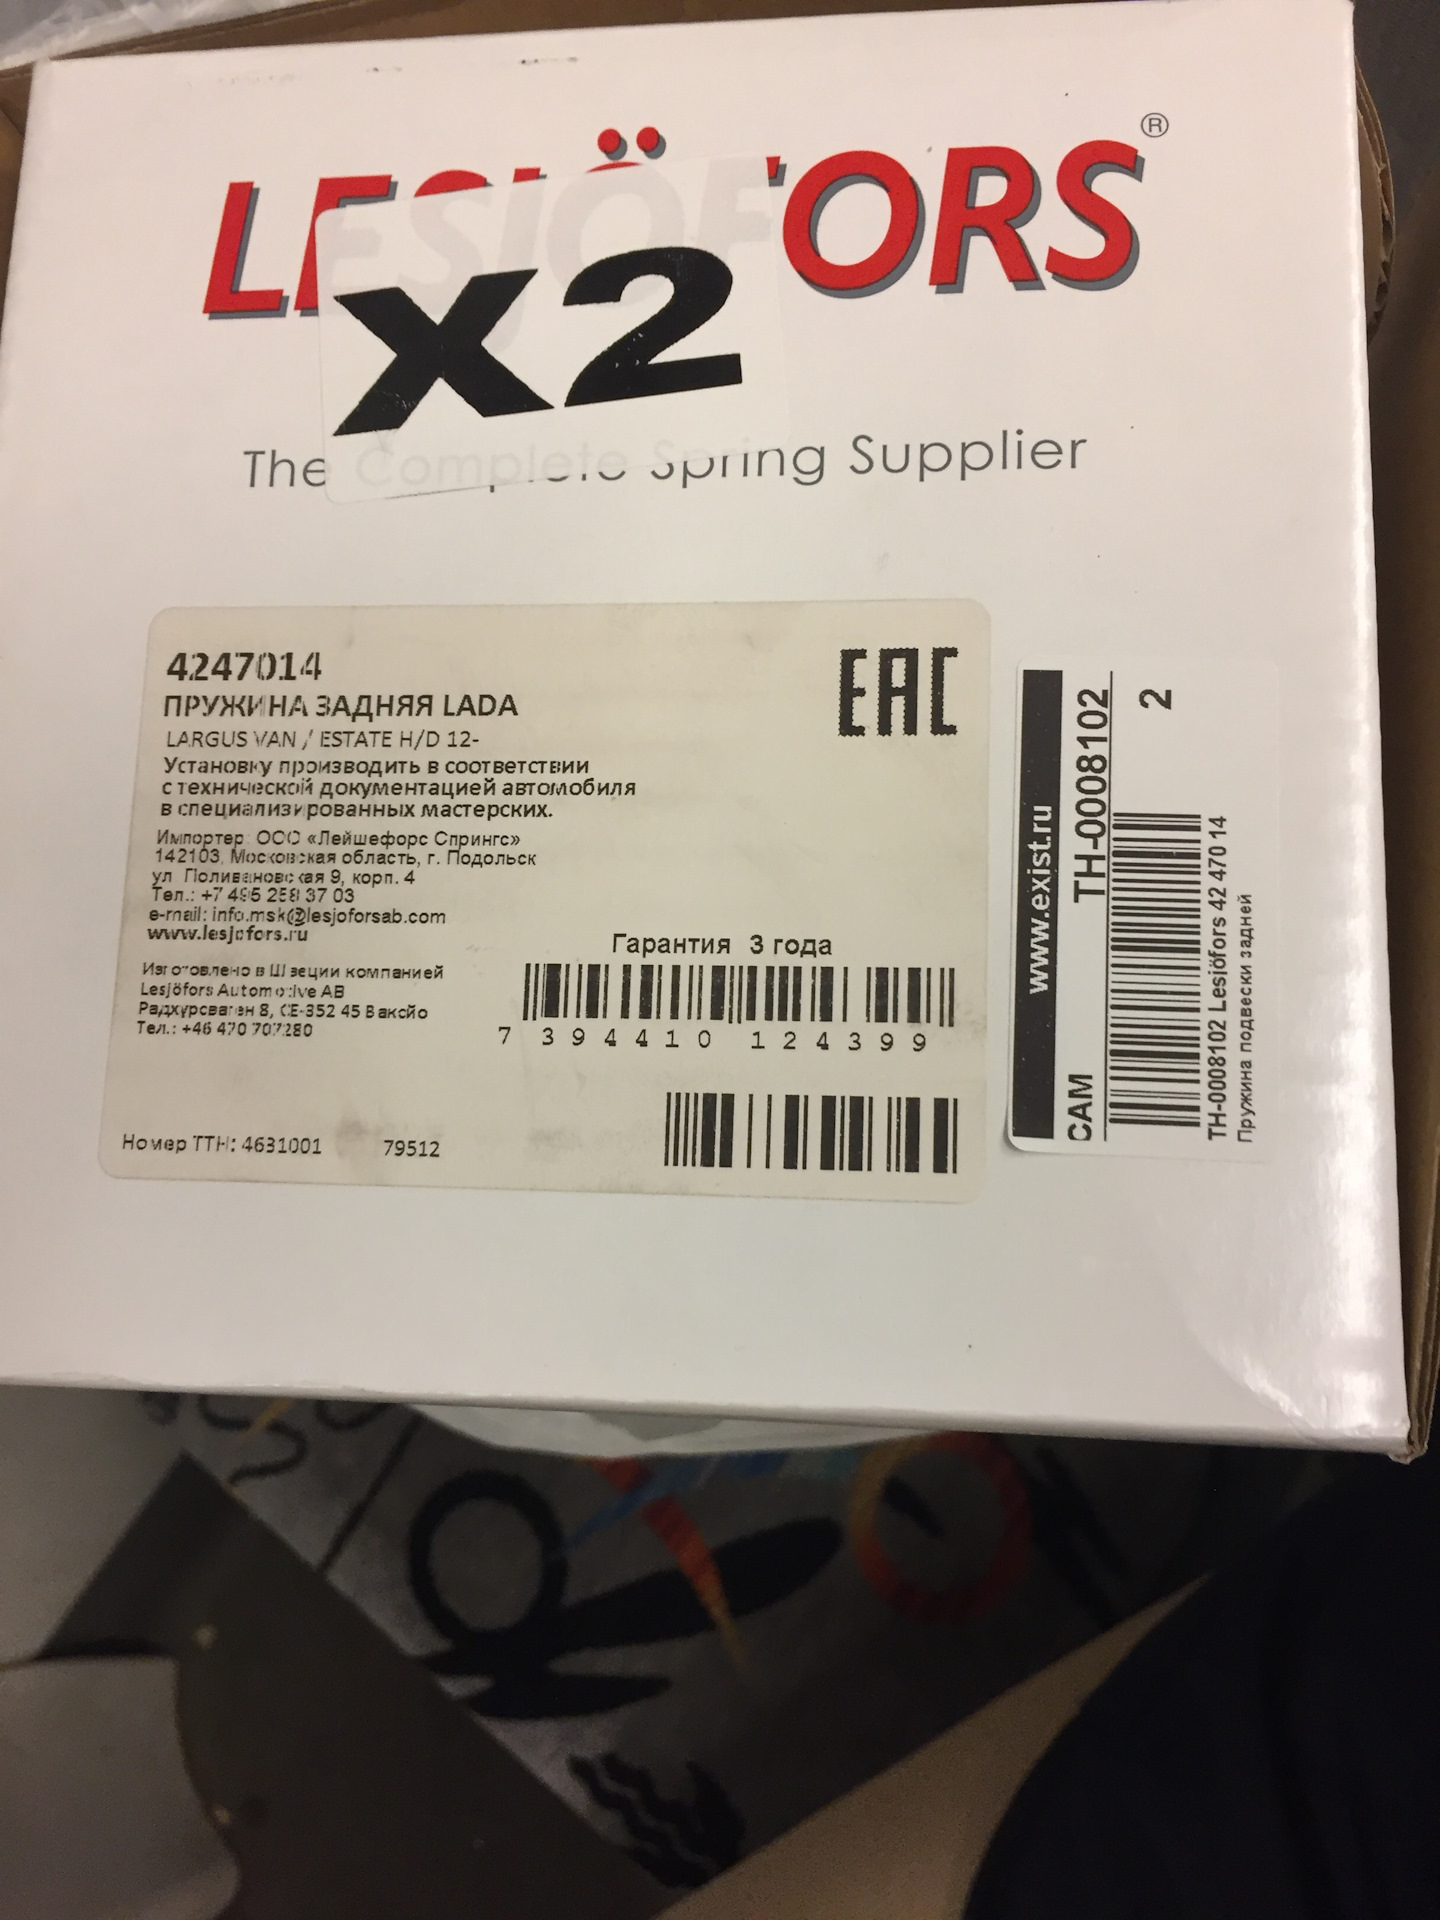 LESJÖFORS®
x2
The Complete Spring Supplier
4247014
ПРУЖИНА ЗАДНЯЯ LADA
LARGUS VAN / ESTATE H/D 12-
Установку производить в соответствии
с технической документацией автомобиля
в специализированных мастерских.
Импортер: ООО «Лейшефорс Спрингс»
142103, Московская область, г. Подольск
ул. Поливановская 9, корп. 4
Тел.: +7 495 258 37 03
e-mail: info.msk@lesjoforsab.com
www.lesjofors.ru
Изготовлено в Швеции компанией
Lesjöfors Automotive AB
Радхурсваген 8, СЕ-352 45 Ваксйо
Тел.: +46 470 707280
EAC
Гарантия 3 года
7 394410 124399
Номер ТТН: 4631001 79512
www.exist.ru
САМ TH-0008102
2
TH-0008102 Lesjöfors 42 470 14
Пружина подвески задней